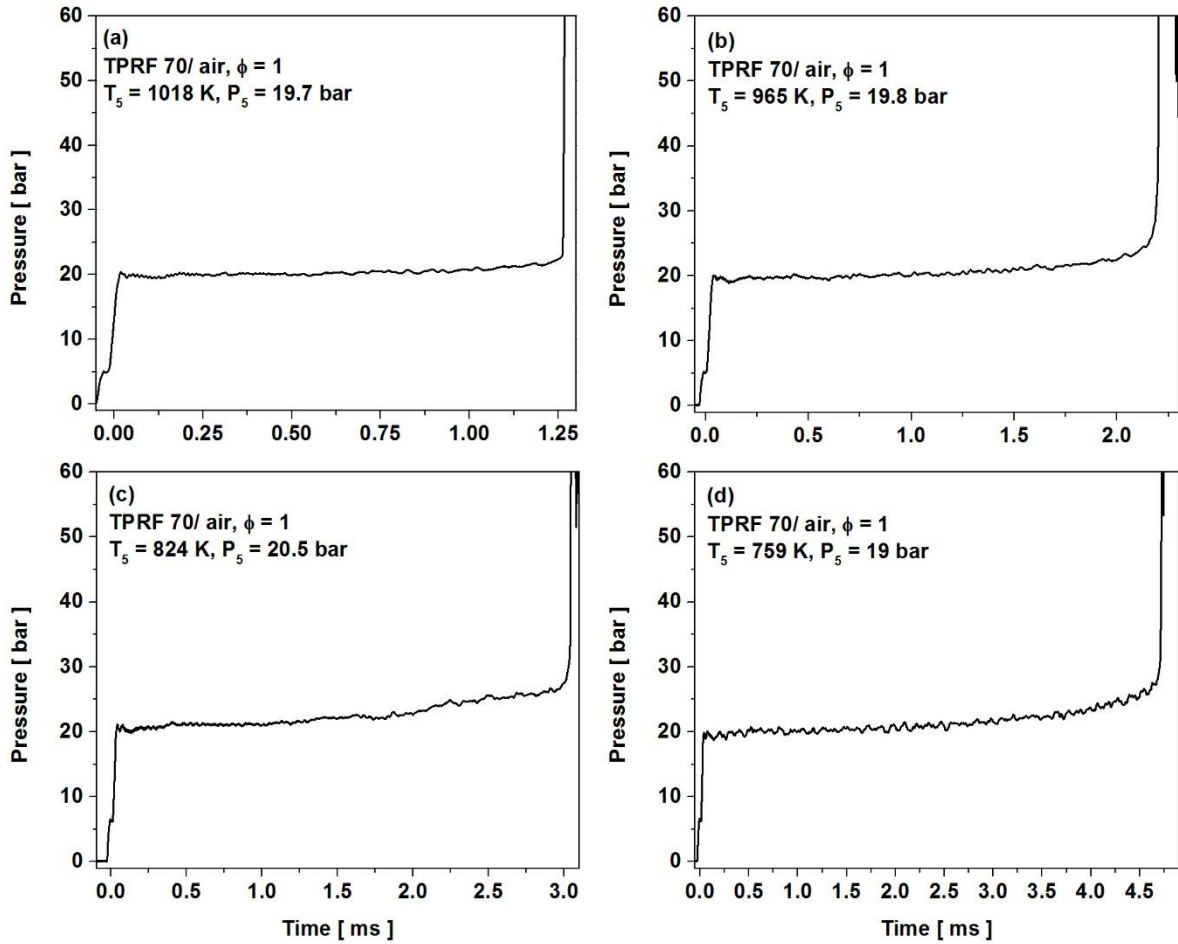 (a)
TPRF 70/ air, ϕ = 1
T5 = 1018 K, P5 = 19.7 bar
Pressure [ bar ]
60
50
40
30
20
10
0
0.00 0.25 0.50 0.75 1.00 1.25
(b)
TPRF 70/ air, ϕ = 1
T5 = 965 K, P5 = 19.8 bar
Pressure [ bar ]
60
50
40
30
20
10
0
0.0 0.5 1.0 1.5 2.0
(c)
TPRF 70/ air, ϕ = 1
T5 = 824 K, P5 = 20.5 bar
Pressure [ bar ]
60
50
40
30
20
10
0
0.0 0.5 1.0 1.5 2.0 2.5 3.0
Time [ ms ]
(d)
TPRF 70/ air, ϕ = 1
T5 = 759 K, P5 = 19 bar
Pressure [ bar ]
60
50
40
30
20
10
0
0.0 0.5 1.0 1.5 2.0 2.5 3.0 3.5 4.0 4.5
Time [ ms ]